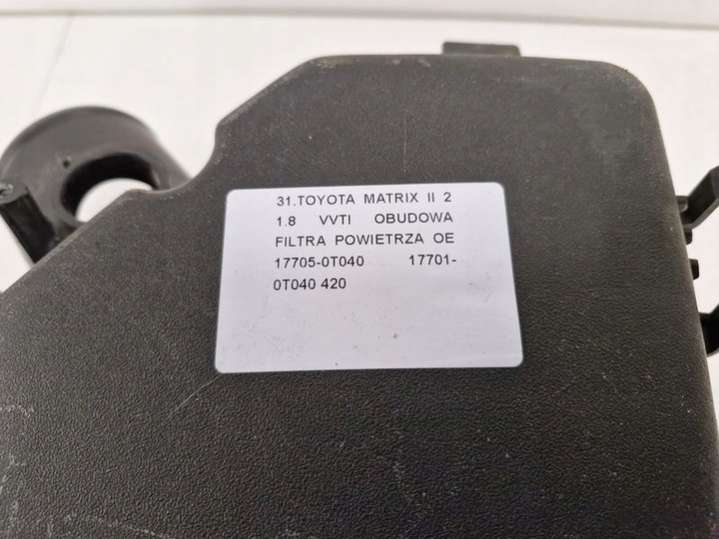 31.TOYOTA MATRIX II 2
1.8 VVTI OBUDOWA
FILTRA POWIETRZA OE
17705-0T040 17701-
0T040 420